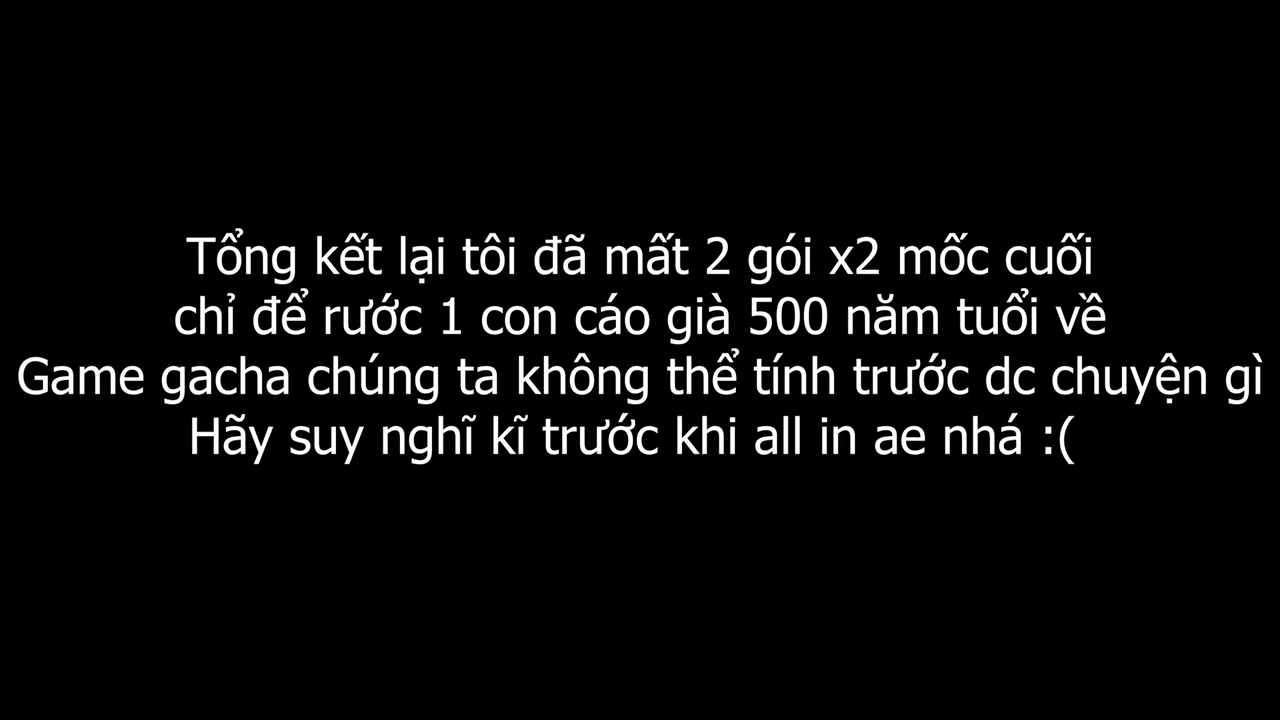 Tổng kết lại tôi đã mất 2 gói x2 mốc cuối
chỉ để rước 1 con cáo già 500 năm tuổi về
Game gacha chúng ta không thể tính trước dc chuyện gì
Hãy suy nghĩ kĩ trước khi all in ae nhá :(